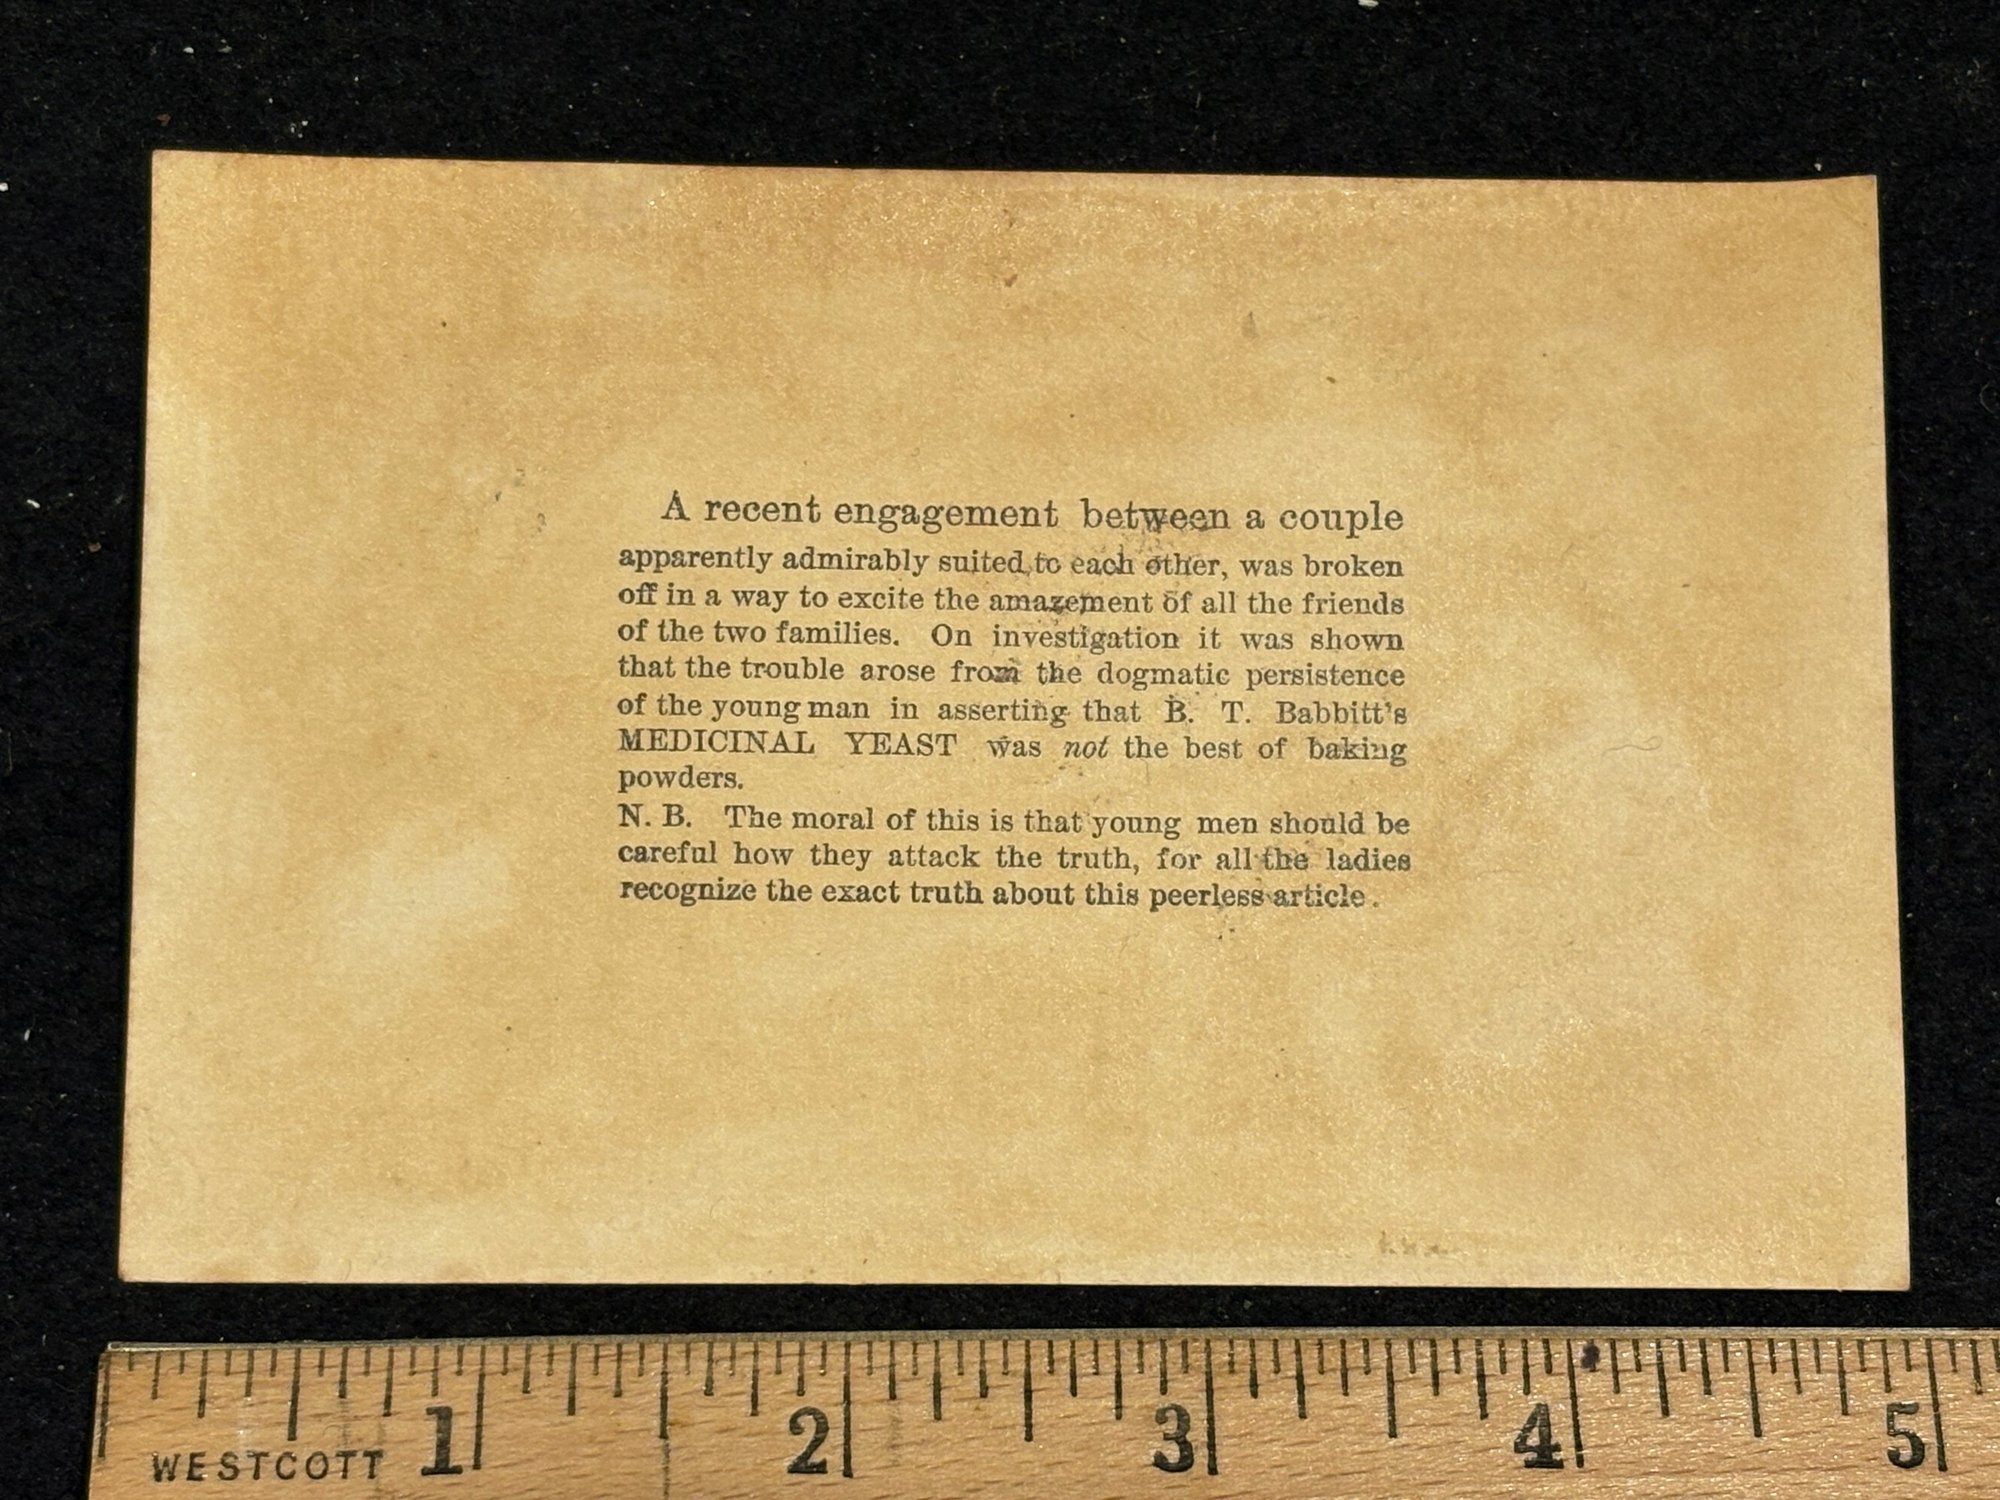 A recent engagement between a couple
apparently admirably suited to each other, was broken
off in a way to excite the amazement of all the friends
of the two families. On investigation it was shown
that the trouble arose from the dogmatic persistence
of the young man in asserting that B. T. Babbitt's
MEDICINAL YEAST was not the best of baking
powders.
N. B. The moral of this is that young men should be
careful how they attack the truth, for all the ladies
recognize the exact truth about this peerless article.
1 2 3 4 5
WESTCOTT